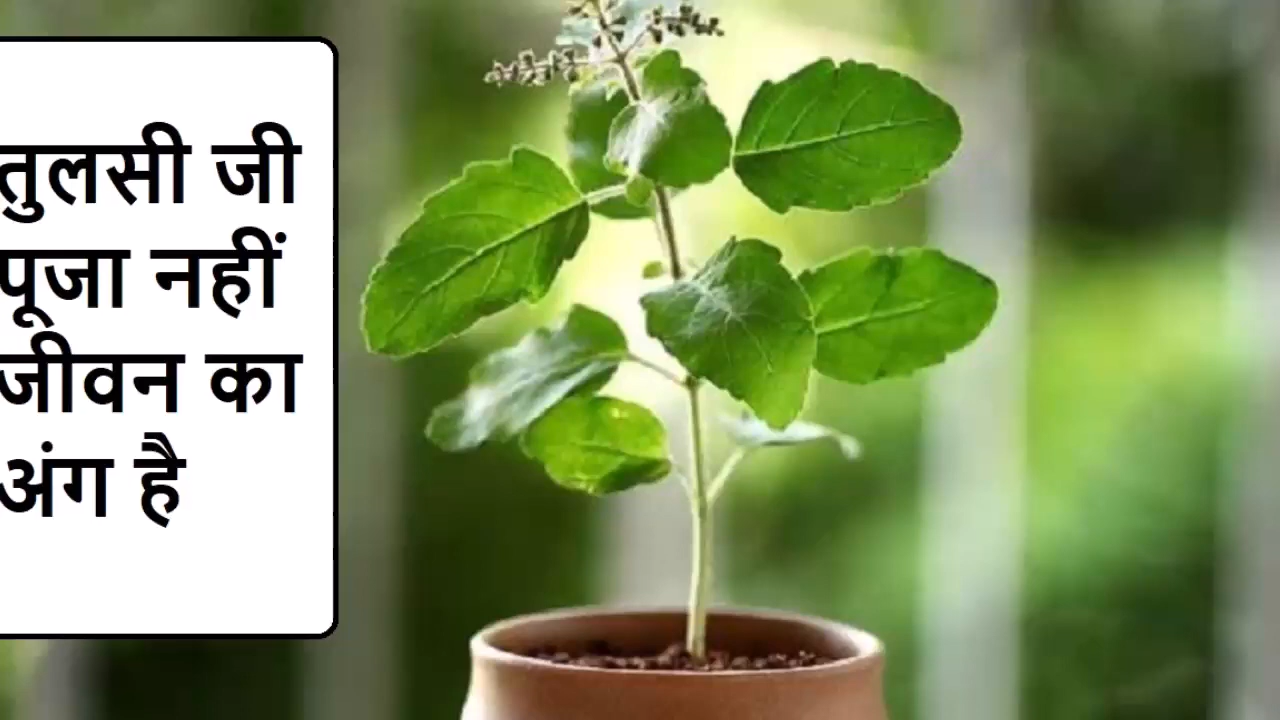 तुलसी जी
पूजा नहीं
जीवन का
अंग है